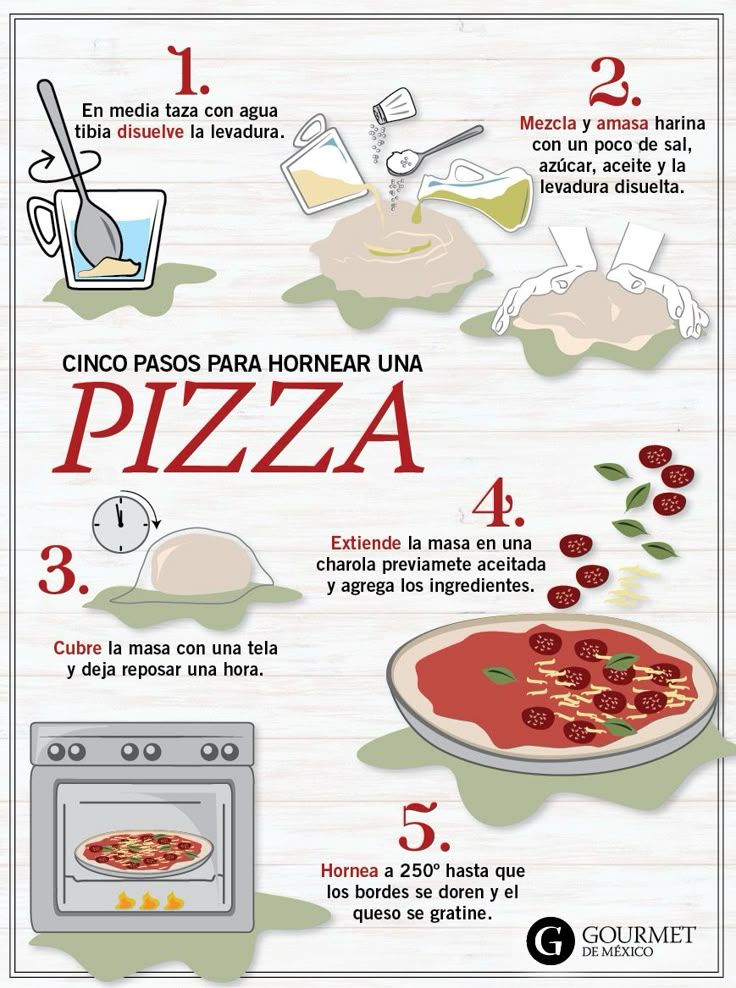 1.
En media taza con agua
tibia disuelve la levadura.
2.
Mezcla y amasa harina
con un poco de sal,
azúcar, aceite y la
levadura disuelta.
CINCO PASOS PARA HORNEAR UNA
PIZZA
3.
Cubre la masa con una tela
y deja reposar una hora.
4.
Extiende la masa en una
charola previamete aceitada
y agrega los ingredientes.
5.
Hornea a 250º hasta que
los bordes se doren y el
queso se gratine.
G GOURMET
DE MÉXICO